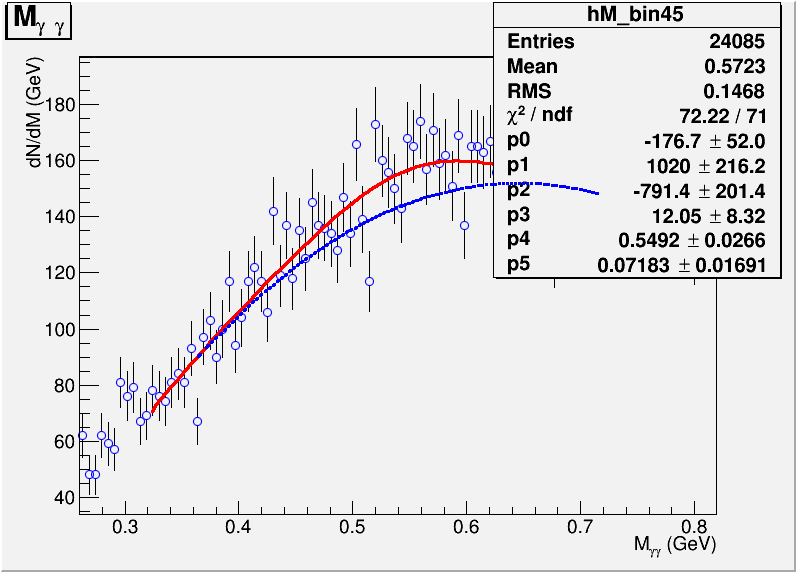 Mγ γ
hM_bin45
Entries 24085
Mean 0.5723
RMS 0.1468
χ² / ndf 72.22 / 71
p0 -176.7 ± 52.0
p1 1020 ± 216.2
p2 -791.4 ± 201.4
p3 12.05 ± 8.32
p4 0.5492 ± 0.0266
p5 0.07183 ± 0.01691
dN/dM (GeV)
180
160
140
120
100
80
60
40
0.3 0.4 0.5 0.6 0.7 0.8
Mγγ (GeV)